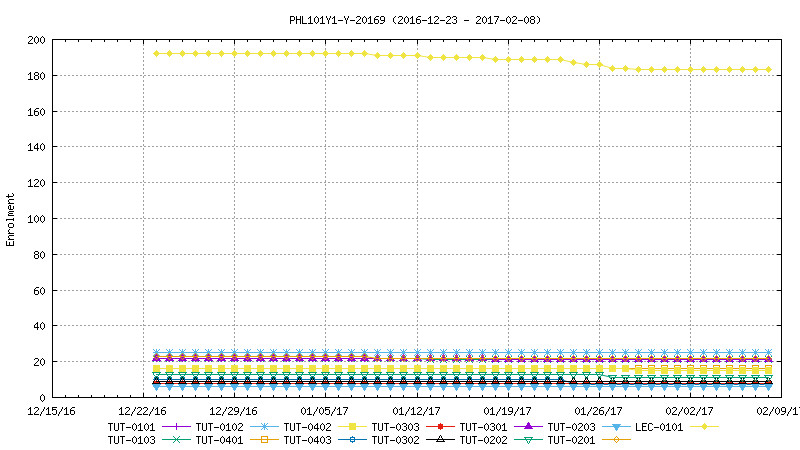 PHL101Y1-Y-20169 (2016-12-23 - 2017-02-08)
200
180
160
140
120
100
80
60
40
20
0
Enrolment
12/15/16 12/22/16 12/29/16 01/05/17 01/12/17 01/19/17 01/26/17 02/02/17 02/09/17
TUT-0101 TUT-0102 TUT-0402 TUT-0303 TUT-0301 TUT-0203 LEC-0101
TUT-0103 TUT-0401 TUT-0403 TUT-0302 TUT-0202 TUT-0201